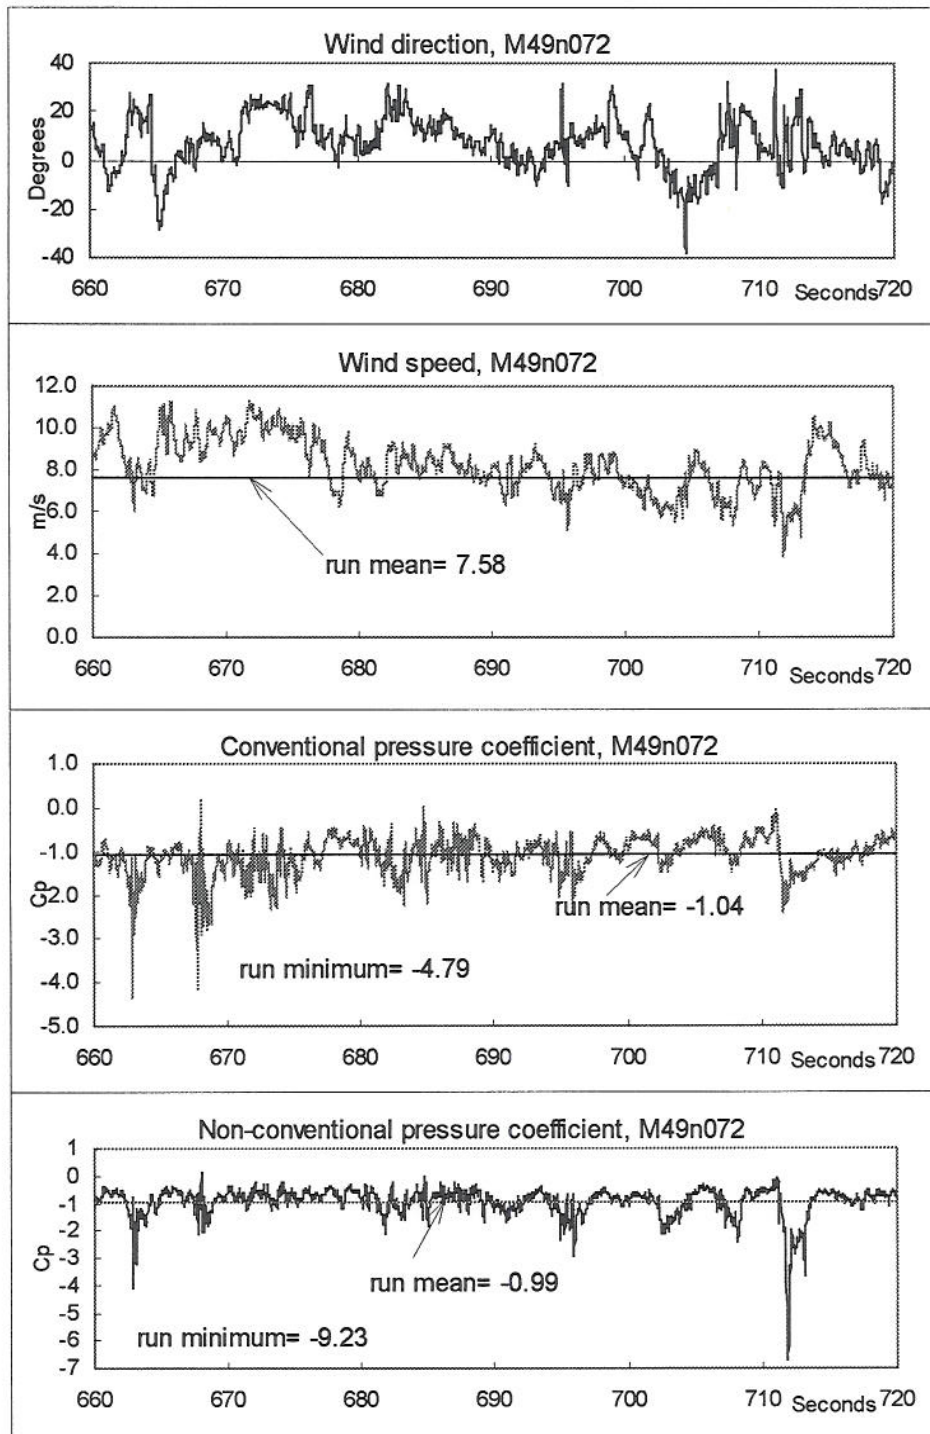 Wind direction, M49n072
40
20
0
-20
-40
Degrees
660 670 680 690 700 710 Seconds 720
Wind speed, M49n072
12.0
10.0
8.0
6.0
4.0
2.0
0.0
m/s
run mean= 7.58
660 670 680 690 700 710 Seconds 720
Conventional pressure coefficient, M49n072
1.0
0.0
-1.0
-2.0
-3.0
-4.0
-5.0
Cp
run mean= -1.04
run minimum= -4.79
660 670 680 690 700 710 Seconds 720
Non-conventional pressure coefficient, M49n072
1
0
-1
-2
-3
-4
-5
-6
-7
Cp
run mean= -0.99
run minimum= -9.23
660 670 680 690 700 710 Seconds 720